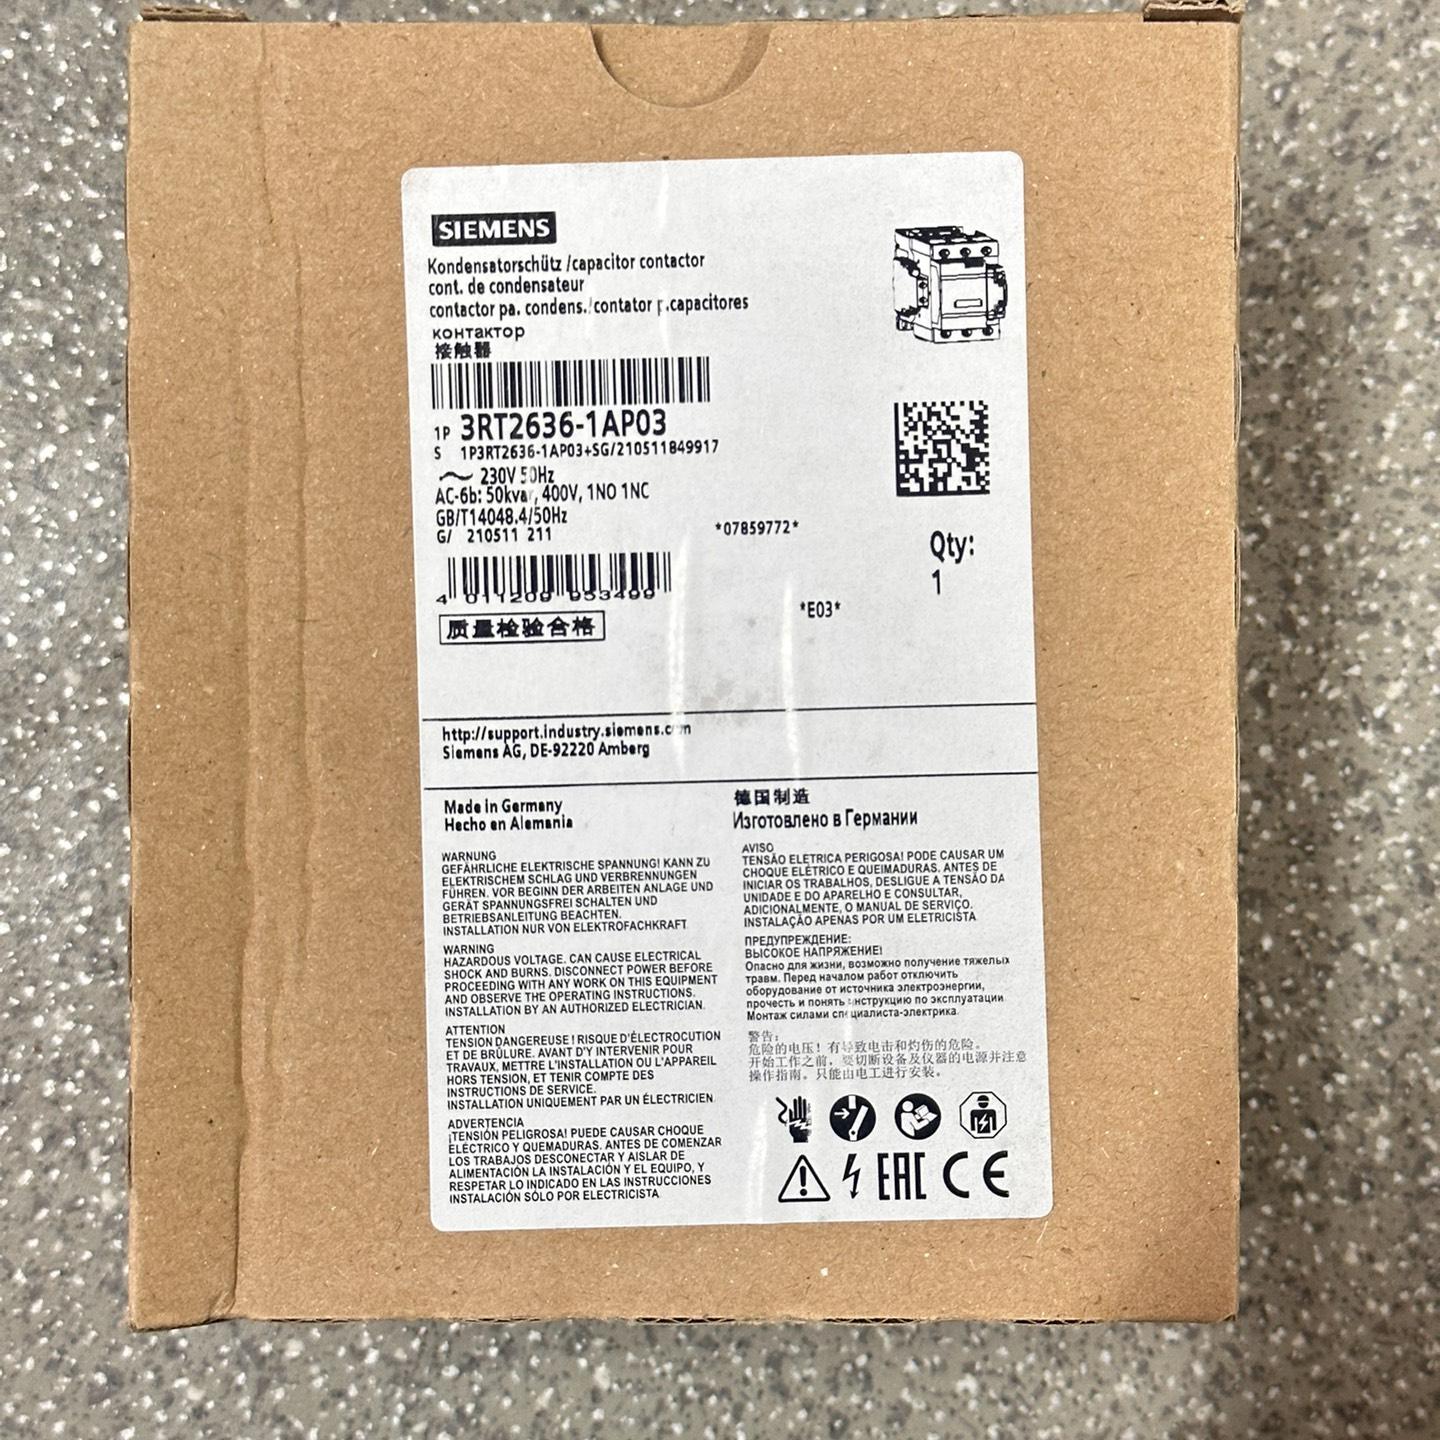 SIEMENS
Kondensatorschütz /capacitor contactor
cont. de condensateur
contactor pa. condens./contator p.capacitores
контактор
接触器
1P 3RT2636-1AP03
S 1P3RT2636-1AP03+SG/210511849917
230V 50Hz
AC-6b: 50kvar, 400V, 1NO 1NC
GB/T14048.4/50Hz
G/ 210511 211
*07859772*
Qty:
1
4 011209 953499
*E03*
质量检验合格
http://support.industry.siemens.com
Siemens AG, DE-92220 Amberg
Made in Germany
Hecho en Alemania
德国制造
Изготовлено в Германии
WARNUNG
GEFÄHRLICHE ELEKTRISCHE SPANNUNG! KANN ZU
ELEKTRISCHEM SCHLAG UND VERBRENNUNGEN
FÜHREN. VOR BEGINN DER ARBEITEN ANLAGE UND
GERÄT SPANNUNGSFREI SCHALTEN UND
BETRIEBSANLEITUNG BEACHTEN.
INSTALLATION NUR VON ELEKTROFACHKRAFT
WARNING
HAZARDOUS VOLTAGE. CAN CAUSE ELECTRICAL
SHOCK AND BURNS. DISCONNECT POWER BEFORE
PROCEEDING WITH ANY WORK ON THIS EQUIPMENT
AND OBSERVE THE OPERATING INSTRUCTIONS.
INSTALLATION BY AN AUTHORIZED ELECTRICIAN.
ATTENTION
TENSION DANGEREUSE ! RISQUE D'ÉLECTROCUTION
ET DE BRÛLURE. AVANT D'Y INTERVENIR POUR
TRAVAUX, METTRE L'INSTALLATION OU L'APPAREIL
HORS TENSION, ET TENIR COMPTE DES
INSTRUCTIONS DE SERVICE.
INSTALLATION UNIQUEMENT PAR UN ÉLECTRICIEN
ADVERTENCIA
¡TENSIÓN PELIGROSA! PUEDE CAUSAR CHOQUE
ELÉCTRICO Y QUEMADURAS. ANTES DE COMENZAR
LOS TRABAJOS DESCONECTAR Y AISLAR DE
ALIMENTACIÓN LA INSTALACIÓN Y EL EQUIPO, Y
RESPETAR LO INDICADO EN LAS INSTRUCCIONES
INSTALACIÓN SÓLO POR ELECTRICISTA
AVISO
TENSÃO ELÉTRICA PERIGOSA! PODE CAUSAR UM
CHOQUE ELÉTRICO E QUEIMADURAS. ANTES DE
INICIAR OS TRABALHOS, DESLIGUE A TENSÃO DA
UNIDADE E DO APARELHO E CONSULTAR,
ADICIONALMENTE, O MANUAL DE SERVIÇO.
INSTALAÇÃO APENAS POR UM ELETRICISTA
ПРЕДУПРЕЖДЕНИЕ:
ВЫСОКОЕ НАПРЯЖЕНИЕ!
Опасно для жизни, возможно получение тяжелых
травм. Перед началом работ отключить
оборудование от источника электроэнергии,
прочесть и понять инструкцию по эксплуатации
Монтаж силами специалиста-электрика.
警告：
危险的电压！有导致电击和灼伤的危险。
开始工作之前，要切断设备及仪器的电源并注意
操作指南。只能由电工进行安装。
EAC CE